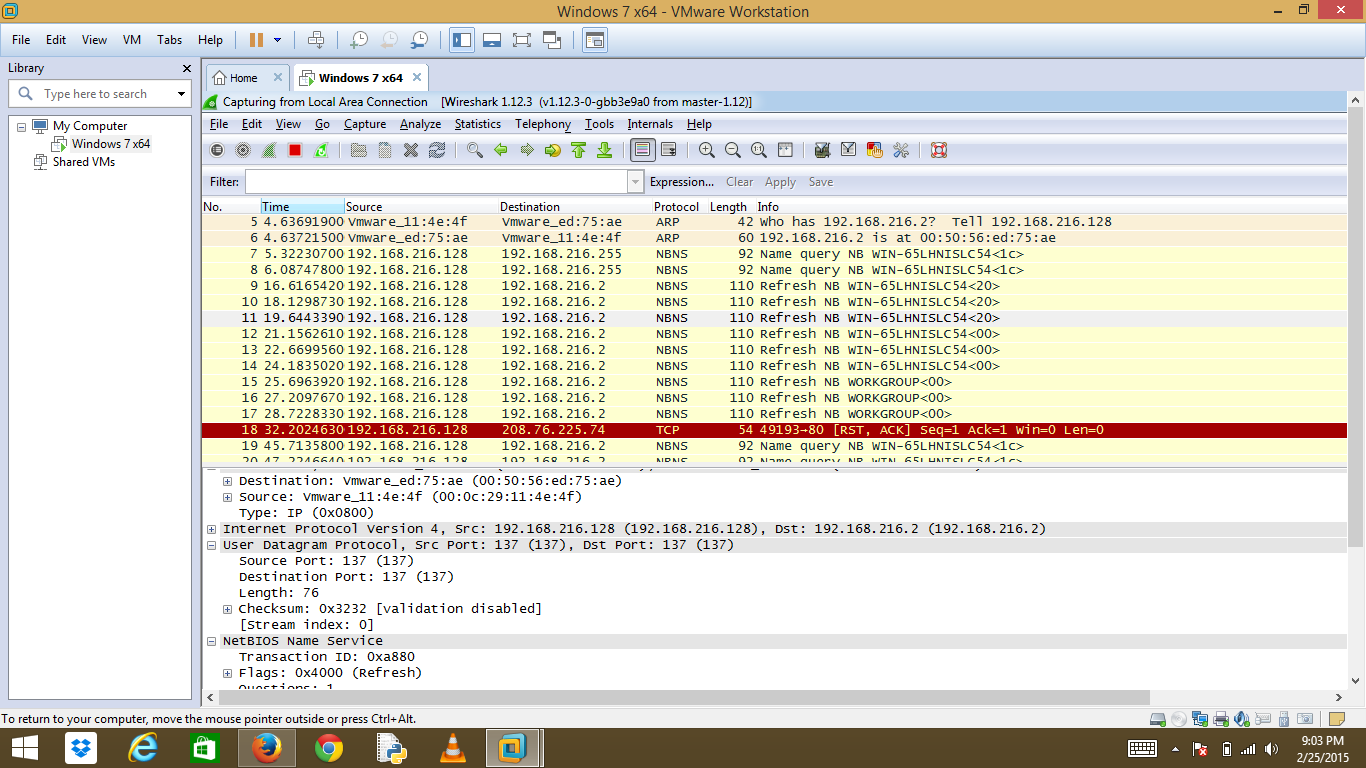 Windows 7 x64 - VMware Workstation
File Edit View VM Tabs Help
Library
Type here to search
My Computer
Windows 7 x64
Shared VMs
Home
Windows 7 x64
Capturing from Local Area Connection [Wireshark 1.12.3 (v1.12.3-0-gbb3e9a0 from master-1.12)]
File Edit View Go Capture Analyze Statistics Telephony Tools Internals Help
Filter: Expression... Clear Apply Save
No. Time Source Destination Protocol Length Info
5 4.63691900 Vmware_11:4e:4f Vmware_ed:75:ae ARP 42 Who has 192.168.216.2? Tell 192.168.216.128
6 4.63721500 Vmware_ed:75:ae Vmware_11:4e:4f ARP 60 192.168.216.2 is at 00:50:56:ed:75:ae
7 5.32230700 192.168.216.128 192.168.216.255 NBNS 92 Name query NB WIN-65LHNISLC54<1c>
8 6.08747800 192.168.216.128 192.168.216.255 NBNS 92 Name query NB WIN-65LHNISLC54<1c>
9 16.6165420 192.168.216.128 192.168.216.2 NBNS 110 Refresh NB WIN-65LHNISLC54<20>
10 18.1298730 192.168.216.128 192.168.216.2 NBNS 110 Refresh NB WIN-65LHNISLC54<20>
11 19.6443390 192.168.216.128 192.168.216.2 NBNS 110 Refresh NB WIN-65LHNISLC54<20>
12 21.1562610 192.168.216.128 192.168.216.2 NBNS 110 Refresh NB WIN-65LHNISLC54<00>
13 22.6699560 192.168.216.128 192.168.216.2 NBNS 110 Refresh NB WIN-65LHNISLC54<00>
14 24.1835020 192.168.216.128 192.168.216.2 NBNS 110 Refresh NB WIN-65LHNISLC54<00>
15 25.6963920 192.168.216.128 192.168.216.2 NBNS 110 Refresh NB WORKGROUP<00>
16 27.2097670 192.168.216.128 192.168.216.2 NBNS 110 Refresh NB WORKGROUP<00>
17 28.7228330 192.168.216.128 192.168.216.2 NBNS 110 Refresh NB WORKGROUP<00>
18 32.2024630 192.168.216.128 208.76.225.74 TCP 54 49193→80 [RST, ACK] Seq=1 Ack=1 Win=0 Len=0
19 45.7135800 192.168.216.128 192.168.216.2 NBNS 92 Name query NB WIN-65LHNISLC54<1c>
20 47.2246640 192.168.216.128 192.168.216.2 NBNS 92 Name query NB WIN-65LHNISLC54<1c>
Destination: Vmware_ed:75:ae (00:50:56:ed:75:ae)
Source: Vmware_11:4e:4f (00:0c:29:11:4e:4f)
Type: IP (0x0800)
Internet Protocol Version 4, Src: 192.168.216.128 (192.168.216.128), Dst: 192.168.216.2 (192.168.216.2)
User Datagram Protocol, Src Port: 137 (137), Dst Port: 137 (137)
Source Port: 137 (137)
Destination Port: 137 (137)
Length: 76
Checksum: 0x3232 [validation disabled]
[Stream index: 0]
NetBIOS Name Service
Transaction ID: 0xa880
Flags: 0x4000 (Refresh)
Questions: 1
To return to your computer, move the mouse pointer outside or press Ctrl+Alt.
9:03 PM
2/25/2015